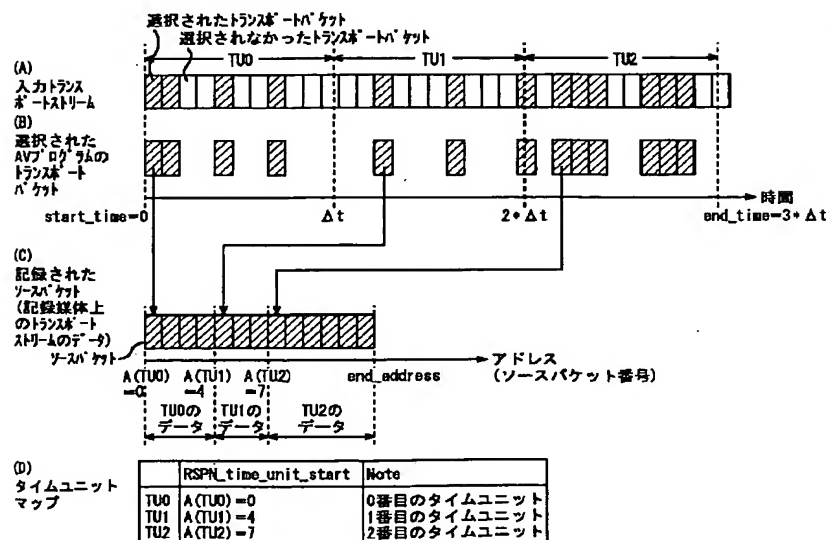 選択されたトランスポートパケット
選択されなかったトランスポートパケット
TU0 TU1 TU2
(A)
入力トランス
ポートストリーム
(B)
選択された
AVプログラムの
トランスポート
パケット
時間
start_time=0 Δt 2*Δt end_time=3*Δt
(C)
記録された
ソースパケット
(記録媒体上
のトランスポート
ストリームのデータ)
ソースパケット
アドレス
(ソースパケット番号)
A(TU0) A(TU1) A(TU2) end_address
=0 =4 =7
TU0の TU1の TU2の
データ データ データ
(D)
タイムユニット
マップ
RSPN_time_unit_start Note
TU0 A(TU0)=0 0番目のタイムユニット
TU1 A(TU1)=4 1番目のタイムユニット
TU2 A(TU2)=7 2番目のタイムユニット